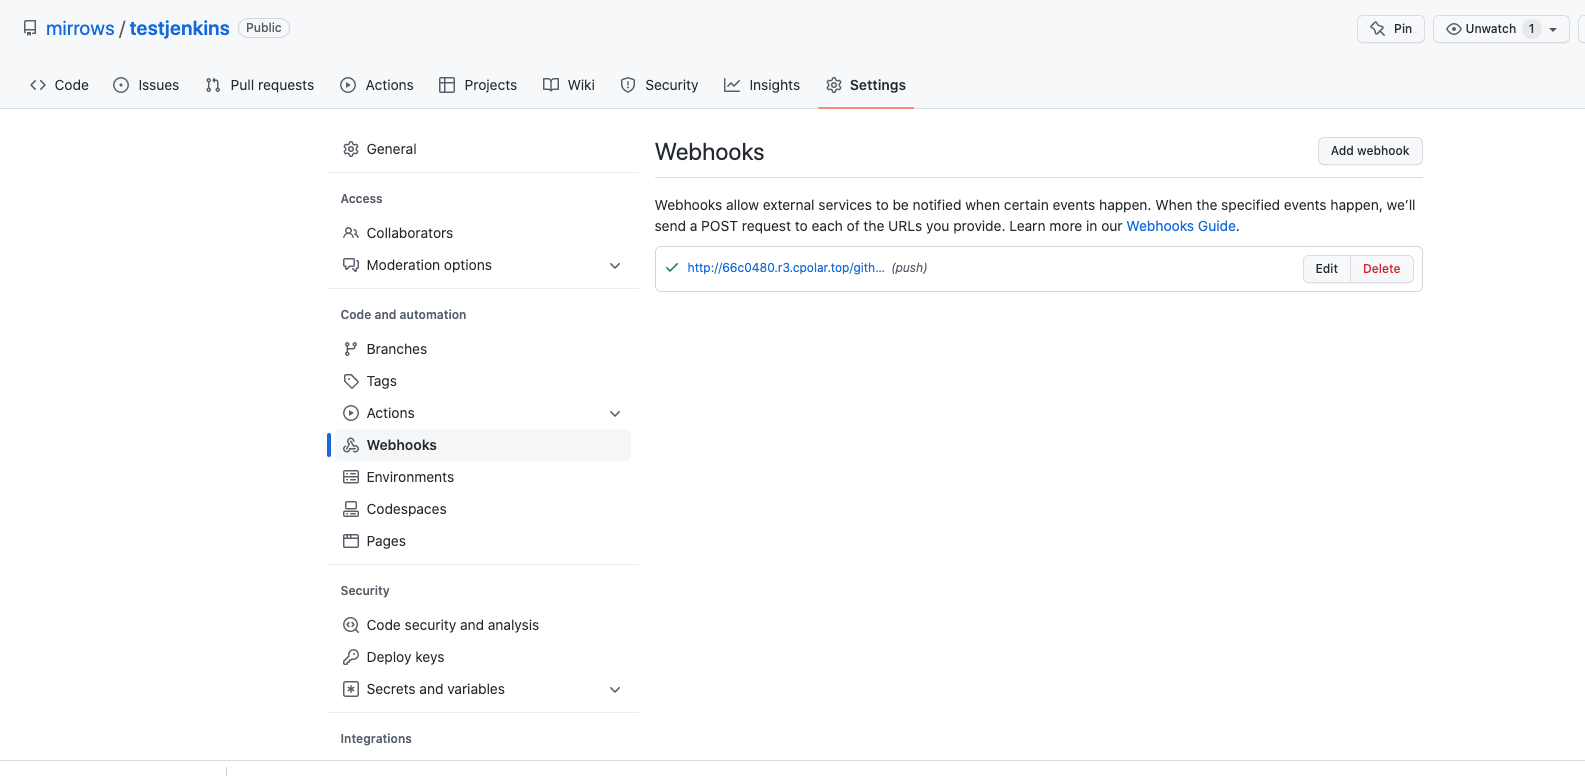 mirrows / testjenkins Public
Pin
Unwatch 1
Code
Issues
Pull requests
Actions
Projects
Wiki
Security
Insights
Settings
General
Access
Collaborators
Moderation options
Code and automation
Branches
Tags
Actions
Webhooks
Environments
Codespaces
Pages
Security
Code security and analysis
Deploy keys
Secrets and variables
Integrations
Webhooks
Add webhook
Webhooks allow external services to be notified when certain events happen. When the specified events happen, we’ll
send a POST request to each of the URLs you provide. Learn more in our Webhooks Guide.
http://66c0480.r3.cpolar.top/gith... (push)
Edit
Delete